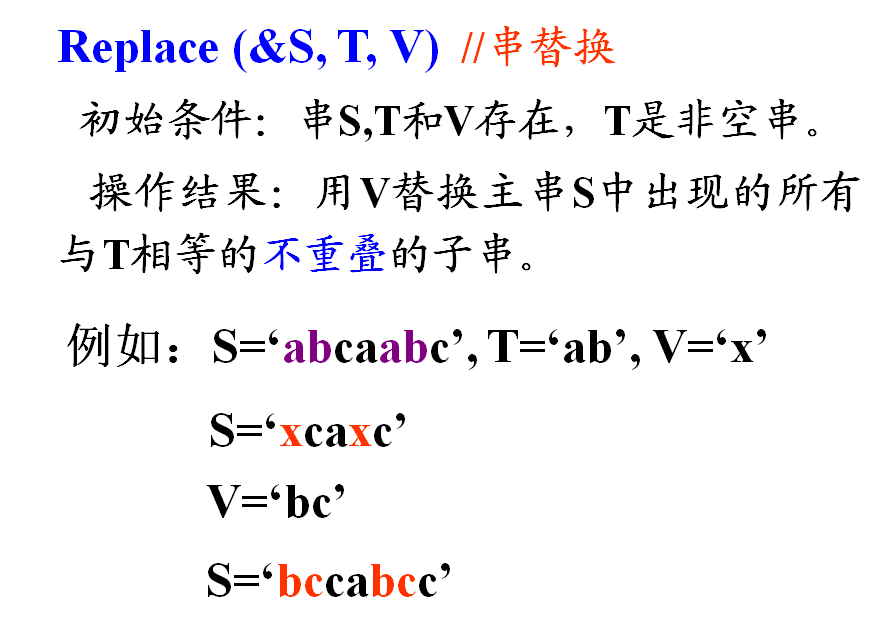 Replace (&S, T, V) //串替换
初始条件：串S,T和V存在，T是非空串。
操作结果：用V替换主串S中出现的所有
与T相等的不重叠的子串。
例如：S=‘abcaabc’, T=‘ab’, V=‘x’
S=‘xcaxc’
V=‘bc’
S=‘bccabcc’